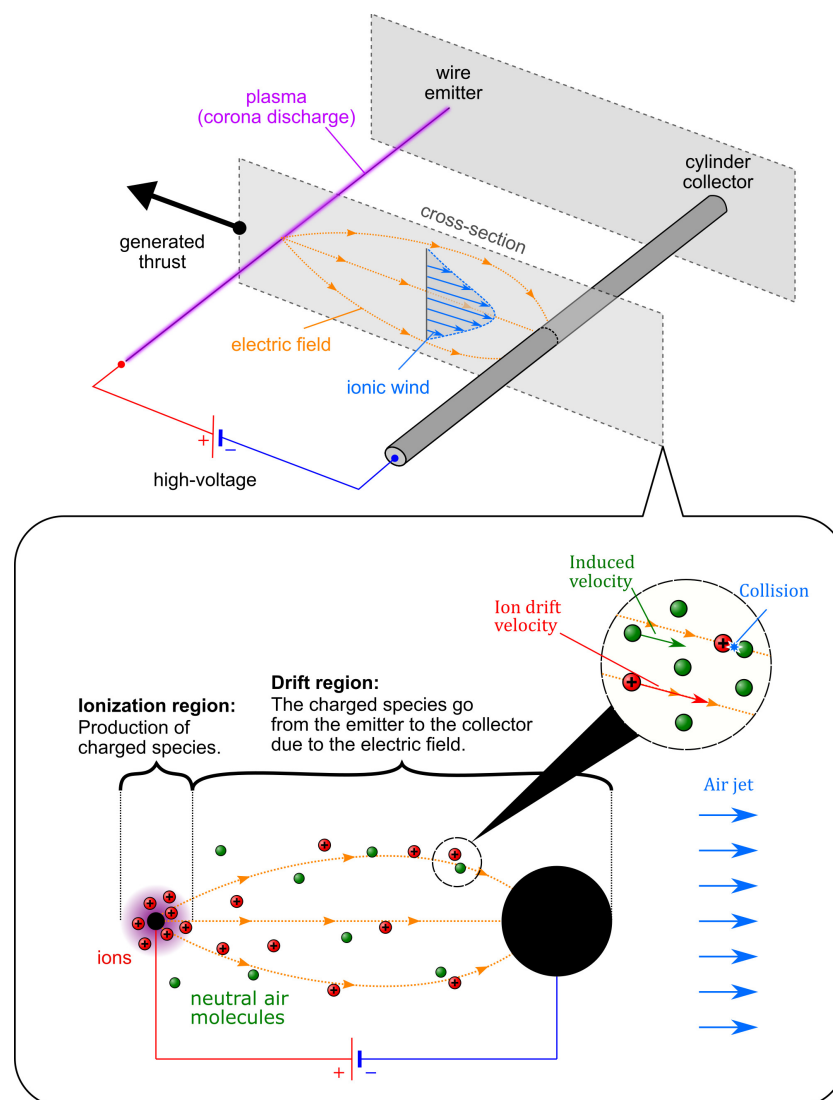 wire
emitter
plasma
(corona discharge)
cylinder
collector
cross-section
generated
thrust
electric field
ionic wind
+
−
high-voltage
Induced
velocity
Collision
Ion drift
velocity
+
+
Drift region:
The charged species go
from the emitter to the collector
due to the electric field.
Ionization region:
Production of
charged species.
Air jet
+ + + +
+ + + + + +
+ + +
ions
+ +
neutral air
molecules
+
−